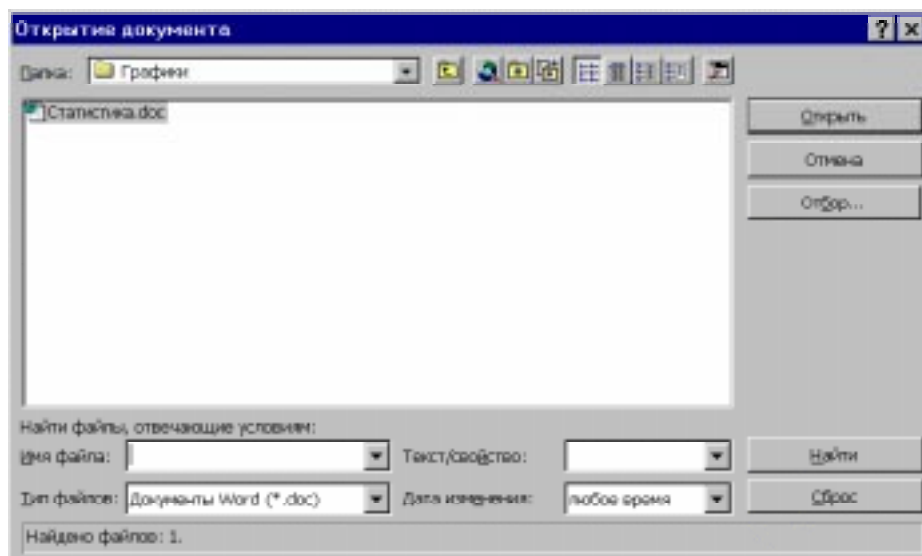 Открытие документа
Папка: Графики
Статистика.doc
Открыть
Отмена
Отбор...
Найти файлы, отвечающие условиям:
Имя файла: Текст/свойство: Найти
Тип файлов: Документы Word (*.doc) Дата изменения: любое время Сброс
Найдено файлов: 1.